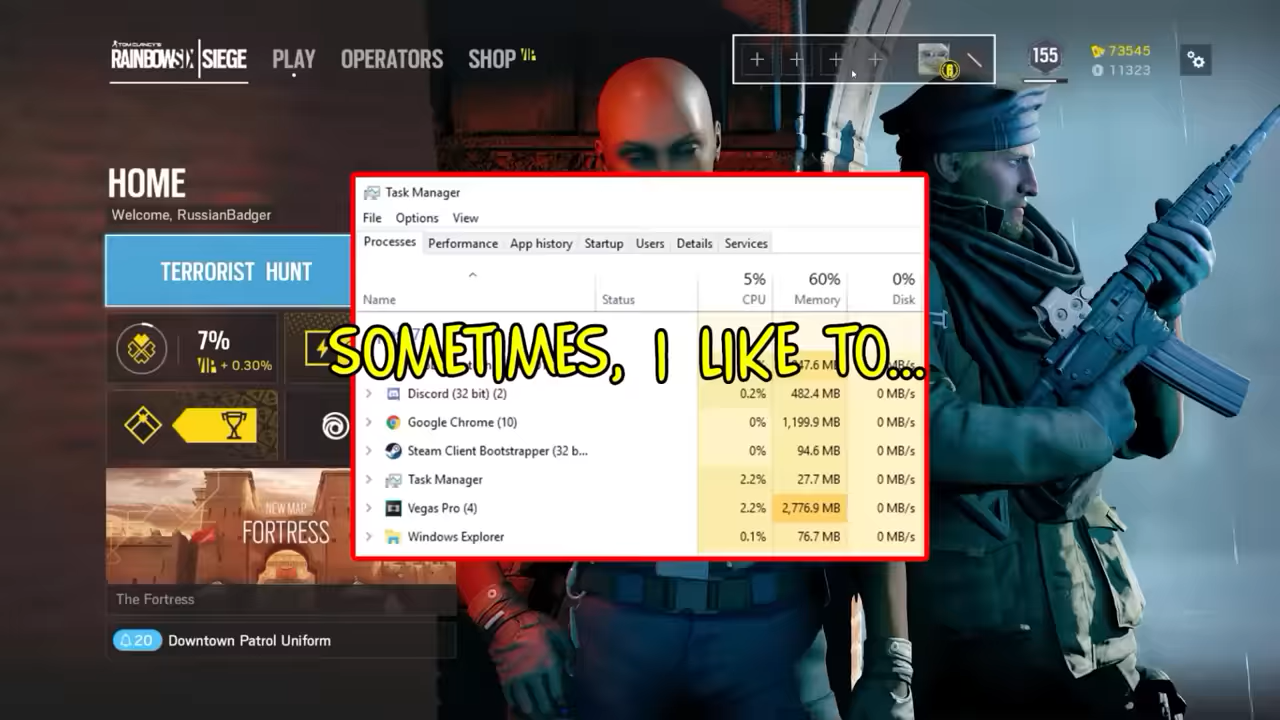 TOM CLANCY'S
RAINBOWSIX SIEGE
PLAY
OPERATORS
SHOP
155
73545
11323
HOME
Welcome, RussianBadger
TERRORIST HUNT
7%
+ 0.30%
NEW MAP
FORTRESS
The Fortress
20 Downtown Patrol Uniform
Task Manager
File Options View
Processes Performance App history Startup Users Details Services
5% 60% 0%
Name Status CPU Memory Disk
SOMETIMES, I LIKE TO...
Discord (32 bit) (2) 0.2% 482.4 MB 0 MB/s
Google Chrome (10) 0% 1,199.9 MB 0 MB/s
Steam Client Bootstrapper (32 b... 0% 94.6 MB 0 MB/s
Task Manager 2.2% 27.7 MB 0 MB/s
Vegas Pro (4) 2.2% 2,776.9 MB 0 MB/s
Windows Explorer 0.1% 76.7 MB 0 MB/s